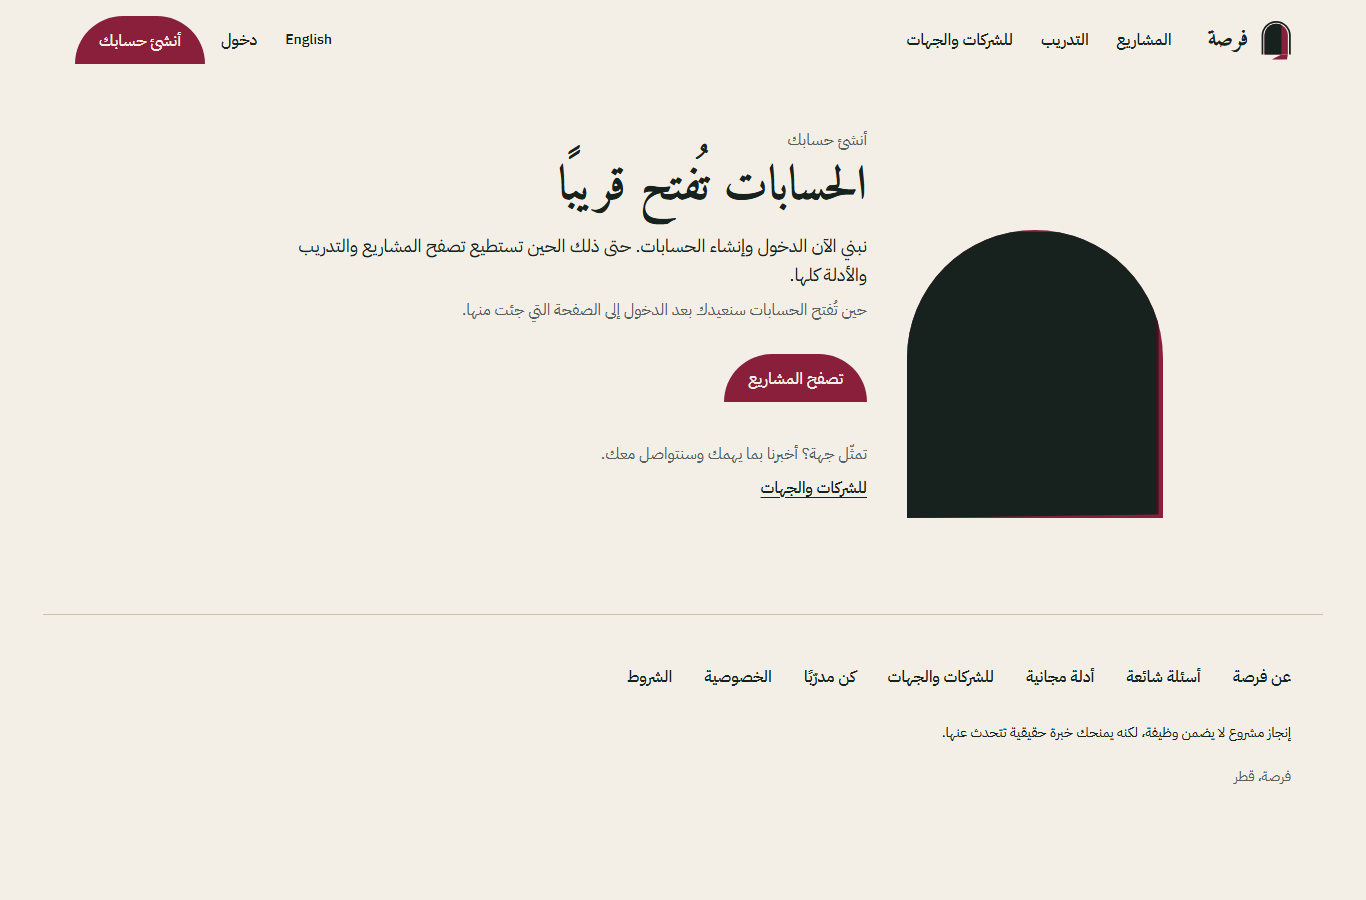 فرصة
المشاريع
التدريب
للشركات والجهات
English
دخول
أنشئ حسابك
أنشئ حسابك
الحسابات تُفتح قريبًا
نبني الآن الدخول وإنشاء الحسابات. حتى ذلك الحين تستطيع تصفح المشاريع والتدريب
والأدلة كلها.
حين تُفتح الحسابات سنعيدك بعد الدخول إلى الصفحة التي جئت منها.
تصفح المشاريع
تمثّل جهة؟ أخبرنا بما يهمك وسنتواصل معك.
للشركات والجهات
عن فرصة
أسئلة شائعة
أدلة مجانية
للشركات والجهات
كن مدرّبًا
الخصوصية
الشروط
إنجاز مشروع لا يضمن وظيفة، لكنه يمنحك خبرة حقيقية تتحدث عنها.
فرصة، قطر